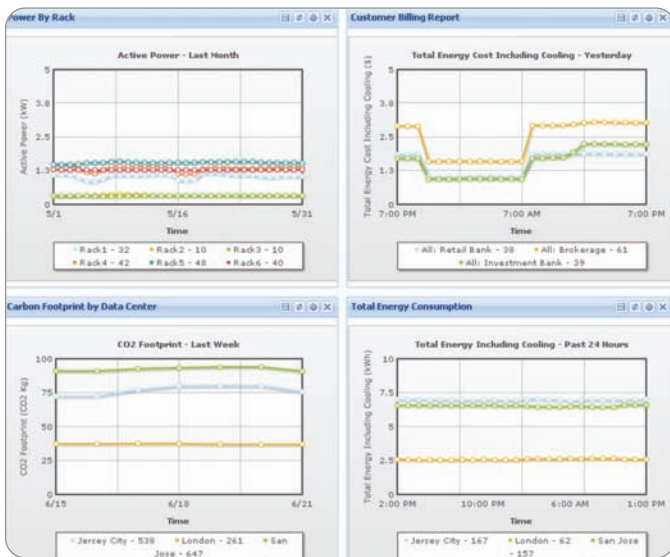 Power By Rack
Active Power - Last Month
Active Power (kW)
5
3.8
2.5
1.3
0
5/1
5/16
5/31
Time
Rack1 - 32
Rack2 - 10
Rack3 - 10
Rack4 - 42
Rack5 - 48
Rack6 - 40
Customer Billing Report
Total Energy Cost Including Cooling - Yesterday
Total Energy Cost Including Cooling ($)
5
3.8
2.5
1.3
0
7:00 PM
7:00 AM
7:00 PM
Time
All: Retail Bank - 38
All: Brokerage - 61
All: Investment Bank - 39
Carbon Footprint by Data Center
CO2 Footprint - Last Week
CO2 Footprint (CO2 Kg)
100
75
50
25
0
6/15
6/18
6/21
Time
Jersey City - 538
London - 261
San
Jose - 647
Total Energy Consumption
Total Energy Including Cooling - Past 24 Hours
Total Energy Including Cooling (kWh)
10
7.5
5
2.5
0
2:00 PM
10:00 PM
6:00 AM
1:00 PM
Time
Jersey City - 167
London - 62
San Jose
- 157